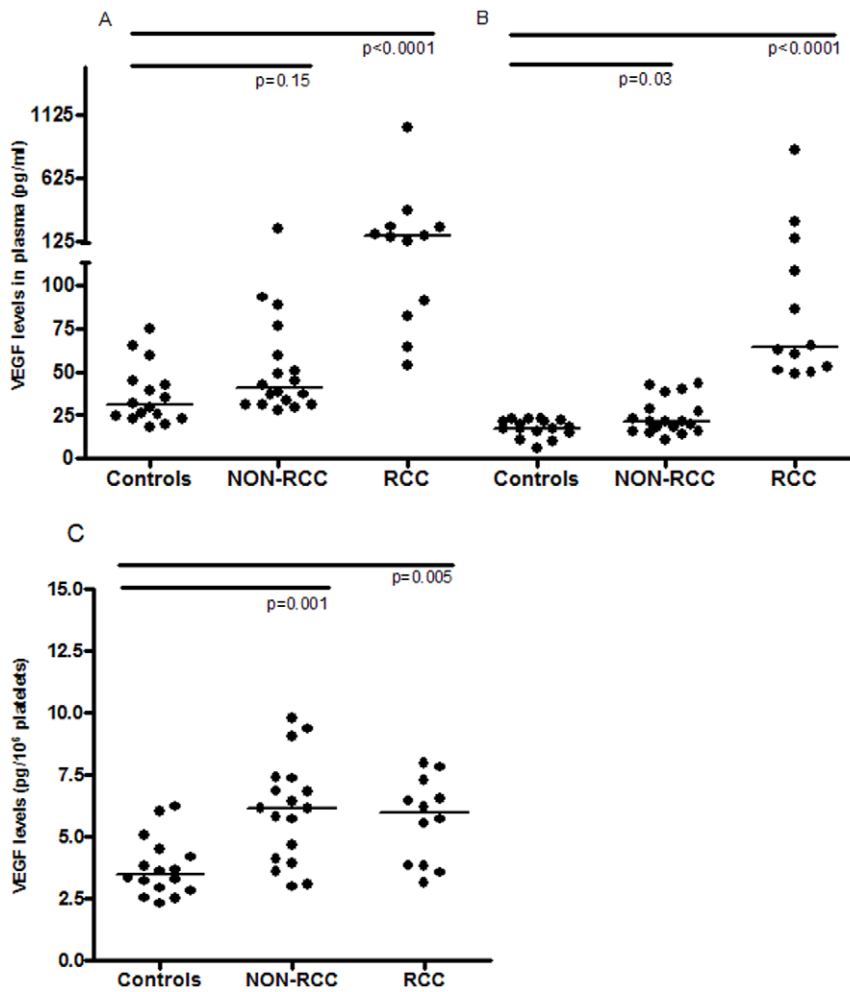 A
B
p<0.0001
p<0.0001
p=0.15
p=0.03
VEGF levels in plasma (pg/ml)
1125
625
125
100
75
50
25
0
Controls NON-RCC RCC Controls NON-RCC RCC
C
p=0.005
p=0.001
VEGF levels (pg/10⁶ platelets)
15.0
12.5
10.0
7.5
5.0
2.5
0.0
Controls NON-RCC RCC